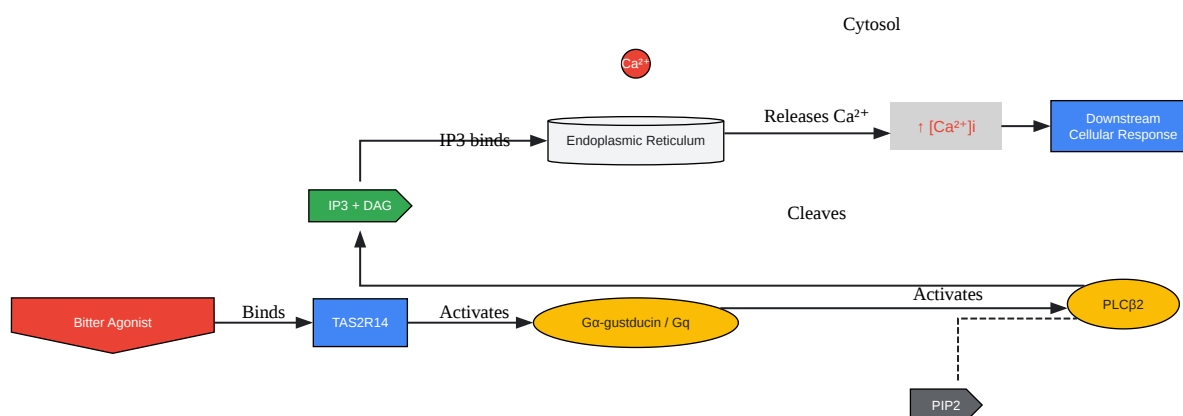 Cytosol
Ca²⁺
Releases Ca²⁺
↑ [Ca²⁺]i
Downstream
Cellular Response
IP3 binds
Endoplasmic Reticulum
IP3 + DAG
Cleaves
Bitter Agonist
Binds
TAS2R14
Activates
Gα-gustducin / Gq
Activates
PLCβ2
PIP2